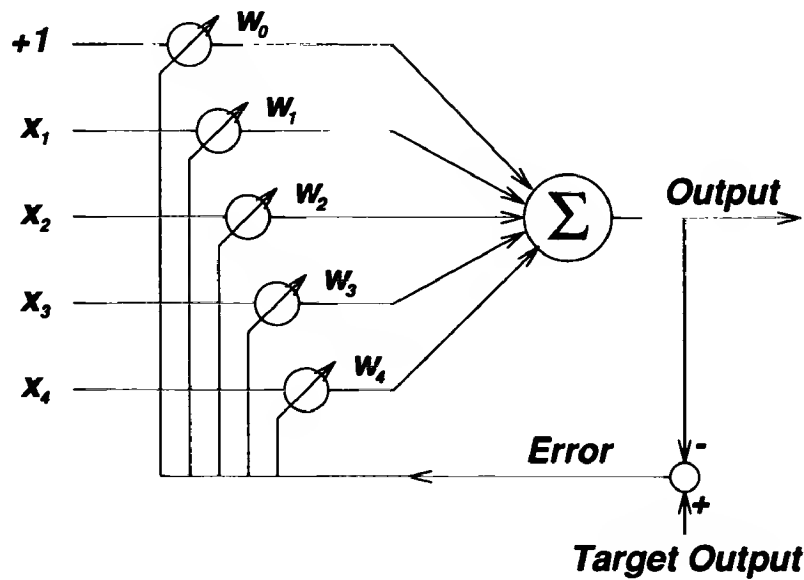 +1 W₀
X₁ W₁
X₂ W₂ Σ Output
X₃ W₃
X₄ W₄
-
Error
+
Target Output